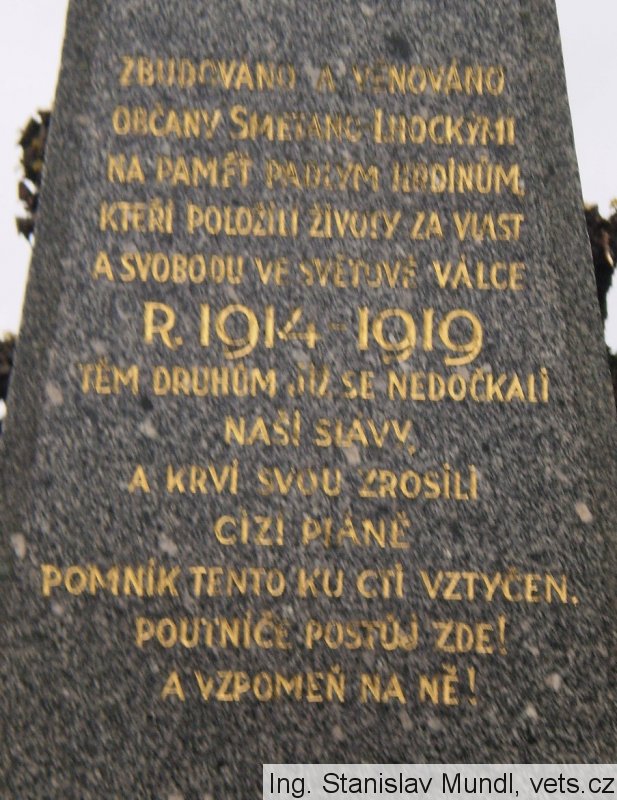 ZBUDOVÁNO A VĚNOVÁNO
OBČANY SMETANO-LHOCKÝMI
NA PAMĚŤ PADLÝM HRDINŮM,
KTEŘÍ POLOŽILI ŽIVOTY ZA VLAST
A SVOBODU VE SVĚTOVÉ VÁLCE
R. 1914-1919
TĚM DRUHŮM JIŽ SE NEDOČKALI
NAŠÍ SLÁVY,
A KRVÍ SVOU ZROSILI
CIZÍ PLÁNĚ
POMNÍK TENTO KU CTI VZTYČEN.
POUTNÍČE POSTŮJ ZDE!
A VZPOMEŇ NA NĚ!
Ing. Stanislav Mundl, vets.cz